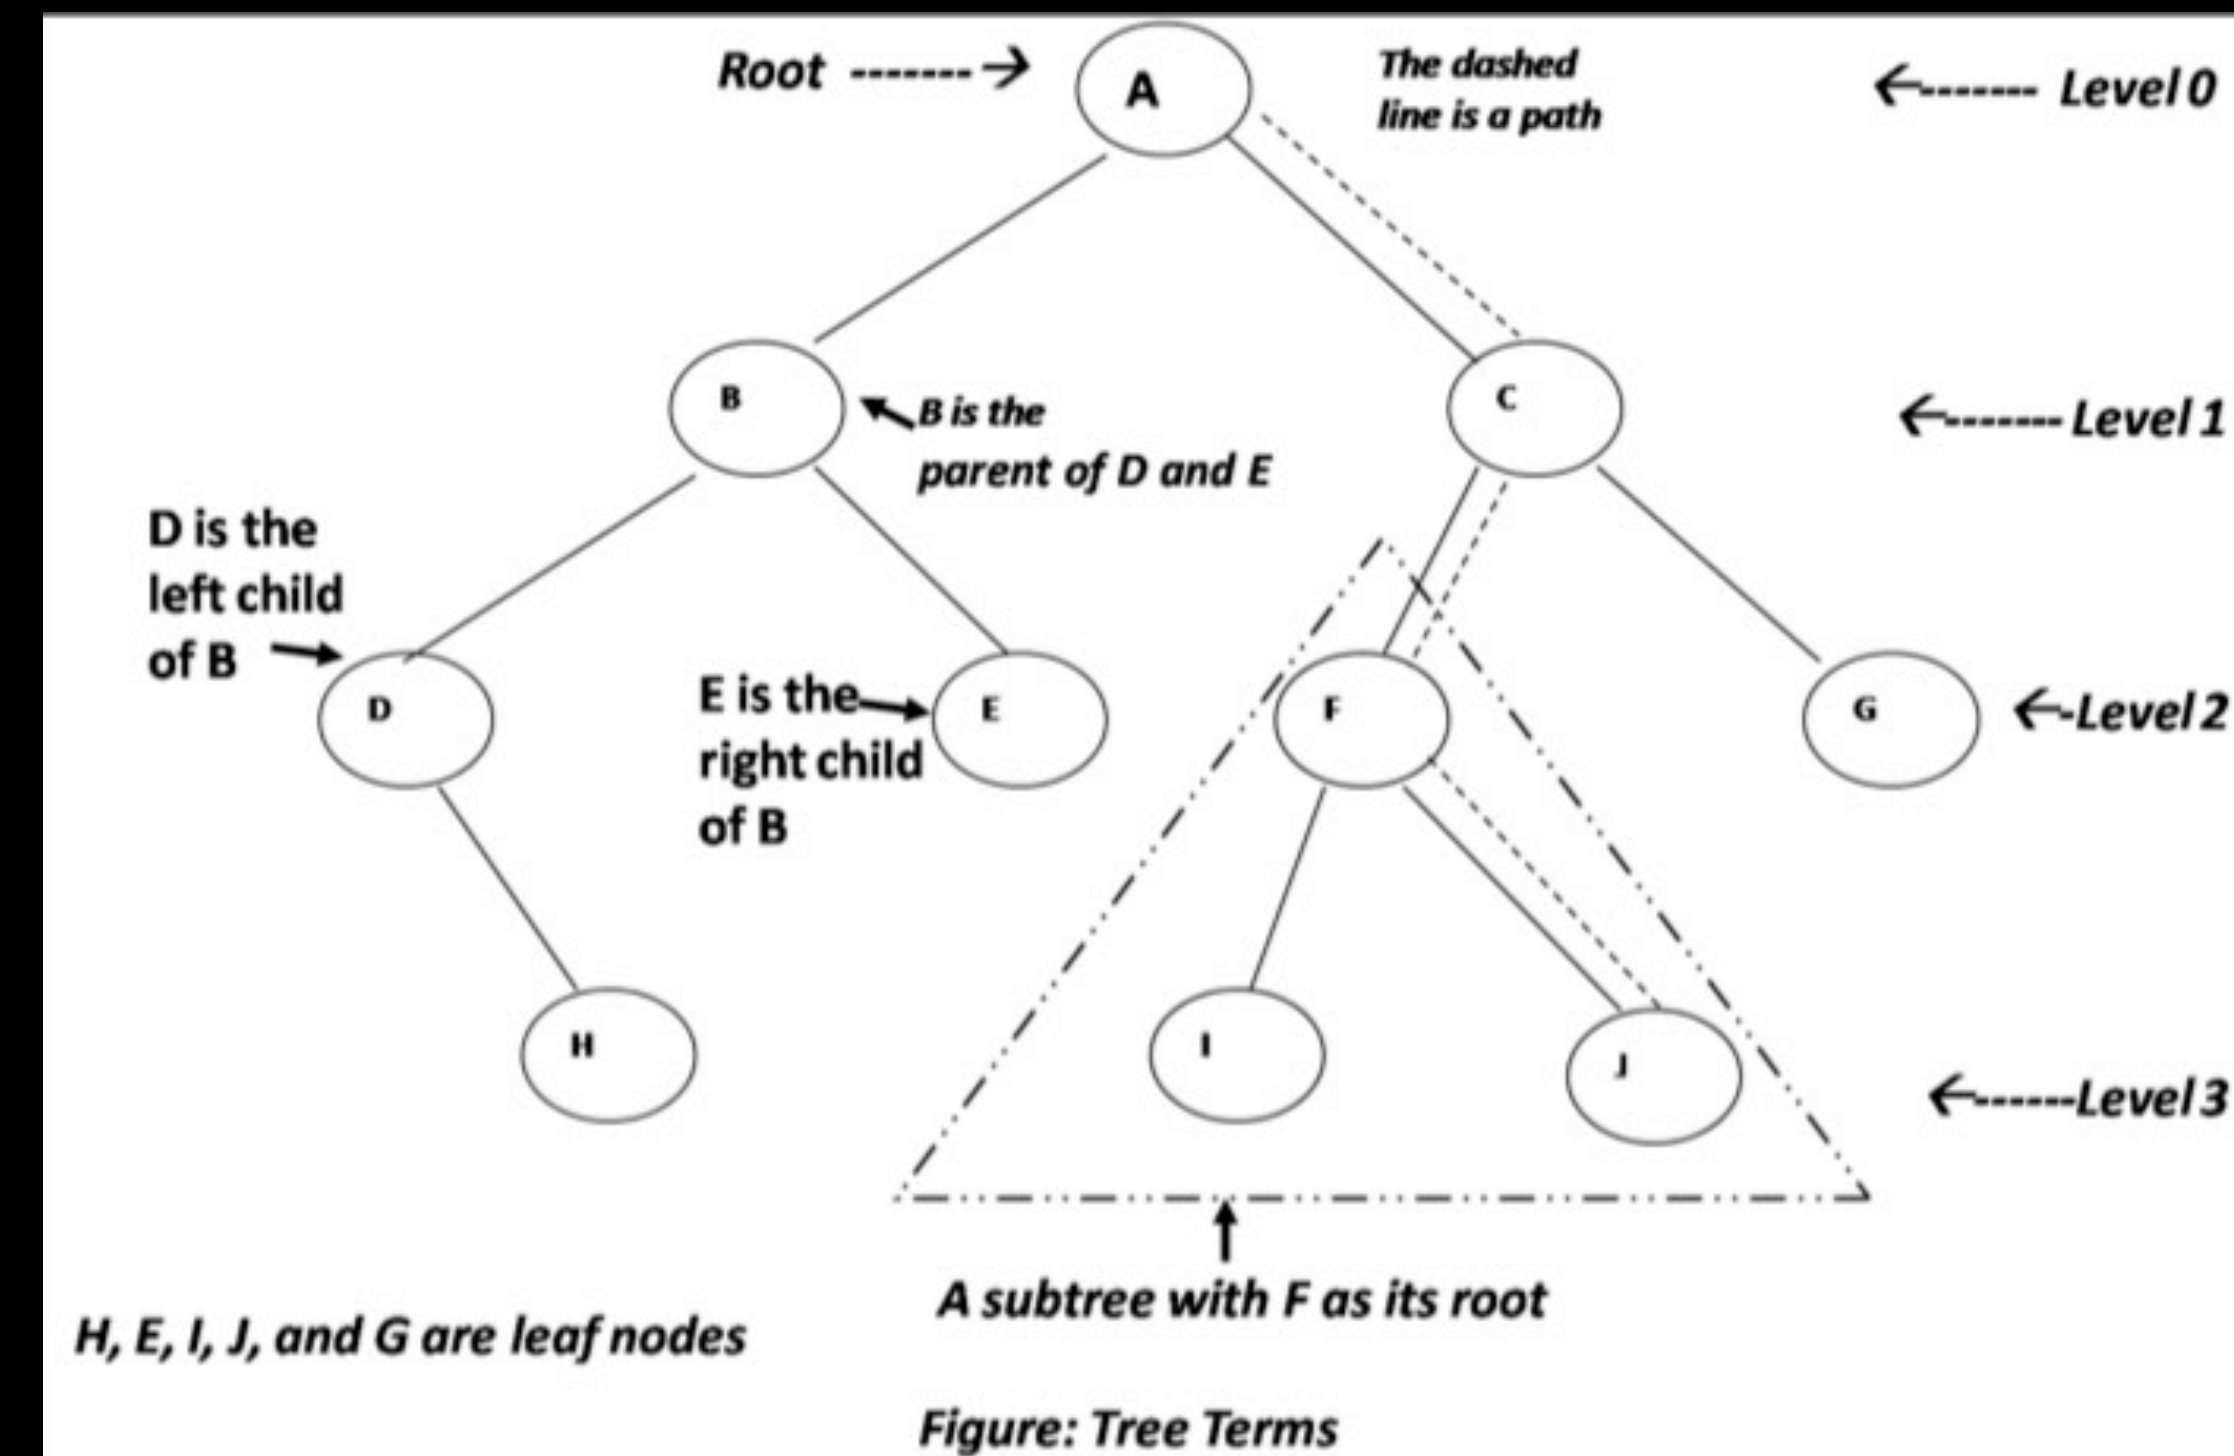 Root ------->
A
The dashed
line is a path
<------- Level 0
B
B is the
parent of D and E
C
<------- Level 1
D is the
left child
of B
D
E is the
right child
of B
E
F
G
<-Level 2
H
I
J
<------Level 3
A subtree with F as its root
H, E, I, J, and G are leaf nodes
Figure: Tree Terms